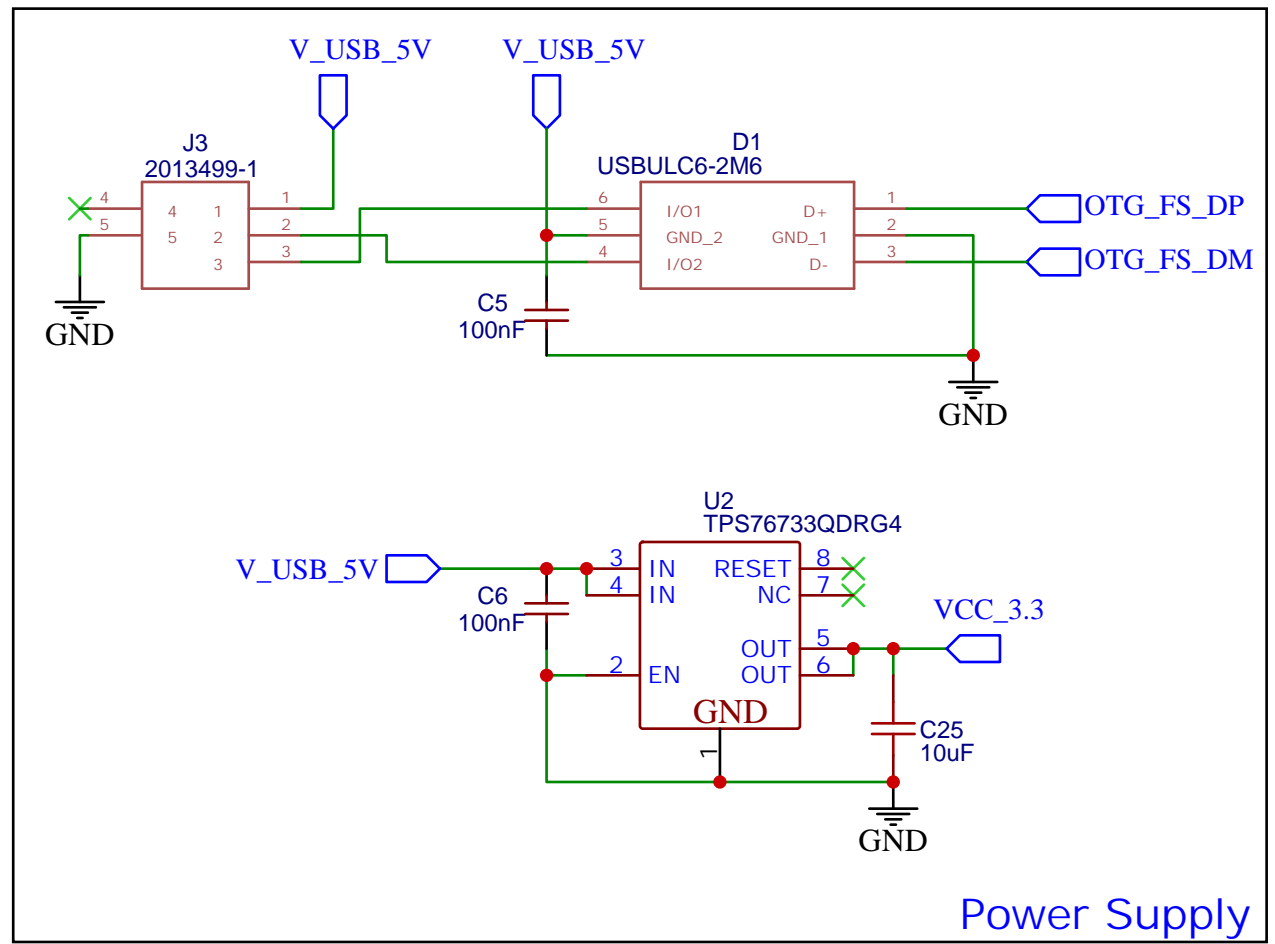 V_USB_5V
V_USB_5V
J3
2013499-1
D1
USBULC6-2M6
4
5
4
5
1
2
3
1
2
3
6
5
4
I/O1
GND_2
I/O2
D+
GND_1
D-
1
2
3
OTG_FS_DP
OTG_FS_DM
GND
C5
100nF
GND
U2
TPS76733QDRG4
V_USB_5V
C6
100nF
3
4
2
IN
IN
EN
RESET
NC
OUT
OUT
GND
8
7
5
6
1
VCC_3.3
C25
10uF
GND
Power Supply